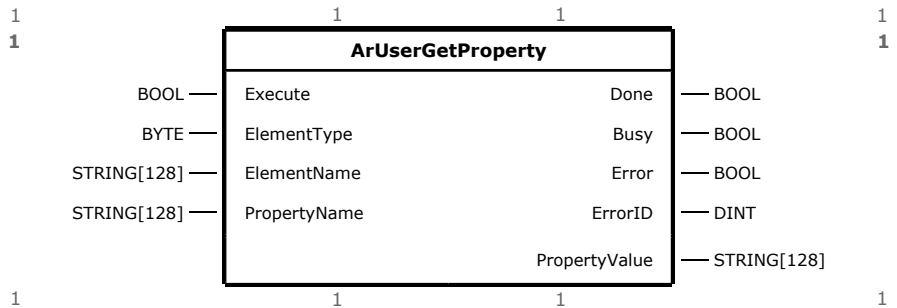 1 1 1 1
1 1
ArUserGetProperty
BOOL Execute Done BOOL
BYTE ElementType Busy BOOL
STRING[128] ElementName Error BOOL
STRING[128] PropertyName ErrorID DINT
PropertyValue STRING[128]
1 1 1 1